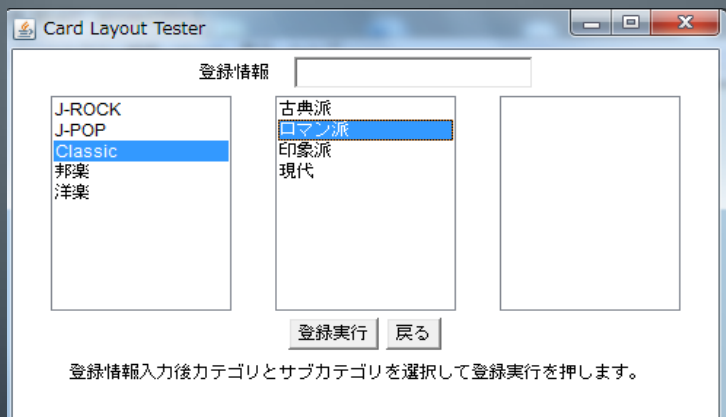 Card Layout Tester
登録情報
J-ROCK
J-POP
Classic
邦楽
洋楽
古典派
ロマン派
印象派
現代
登録実行 戻る
登録情報入力後カテゴリとサブカテゴリを選択して登録実行を押します。